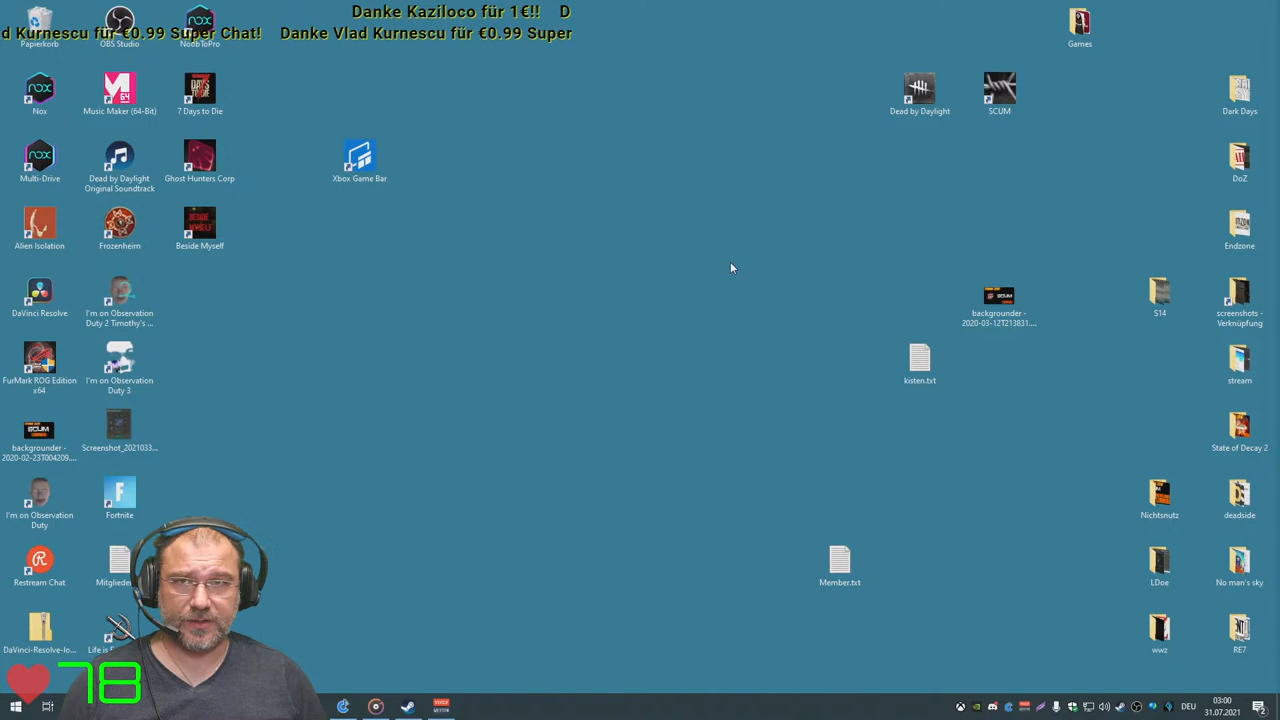 Danke Kaziloco für 1€!! D
d Kurnescu für €0.99 Super Chat! Danke Vlad Kurnescu für €0.99 Super
Papierkorb
OBS Studio
NoobToPro
Games
Nox
Music Maker (64-Bit)
7 Days to Die
Dead by Daylight
SCUM
Dark Days
Multi-Drive
Dead by Daylight
Original Soundtrack
Ghost Hunters Corp
Xbox Game Bar
DoZ
Alien Isolation
Frozenheim
Beside Myself
Endzone
DaVinci Resolve
I'm on Observation
Duty 2 Timothy's ...
backgrounder -
2020-03-12T213831....
S14
screenshots -
Verknüpfung
FurMark ROG Edition
x64
I'm on Observation
Duty 3
kisten.txt
stream
backgrounder -
2020-02-23T004209....
Screenshot_2021033...
State of Decay 2
I'm on Observation
Duty
Fortnite
Nichtsnutz
deadside
Restream Chat
Mitglieder
Member.txt
LDoe
No man's sky
DaVinci-Resolve-lo...
Life is
wwz
RE7
78
DEU
03:00
31.07.2021
2